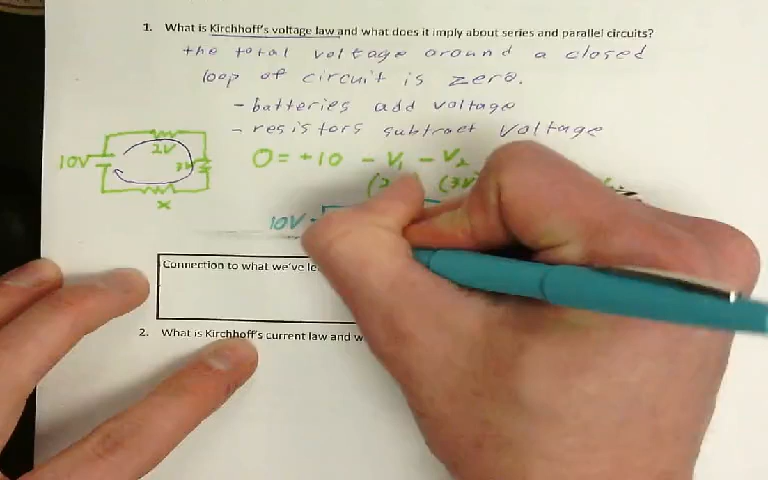 1. What is Kirchhoff's voltage law and what does it imply about series and parallel circuits?
the total voltage around a closed
loop of circuit is zero.
- batteries add voltage
- resistors subtract voltage
10V 2V 3V x
0 = +10 - V₁ - V₂
(2 (3V
10V
Connection to what we've le
2. What is Kirchhoff's current law and w